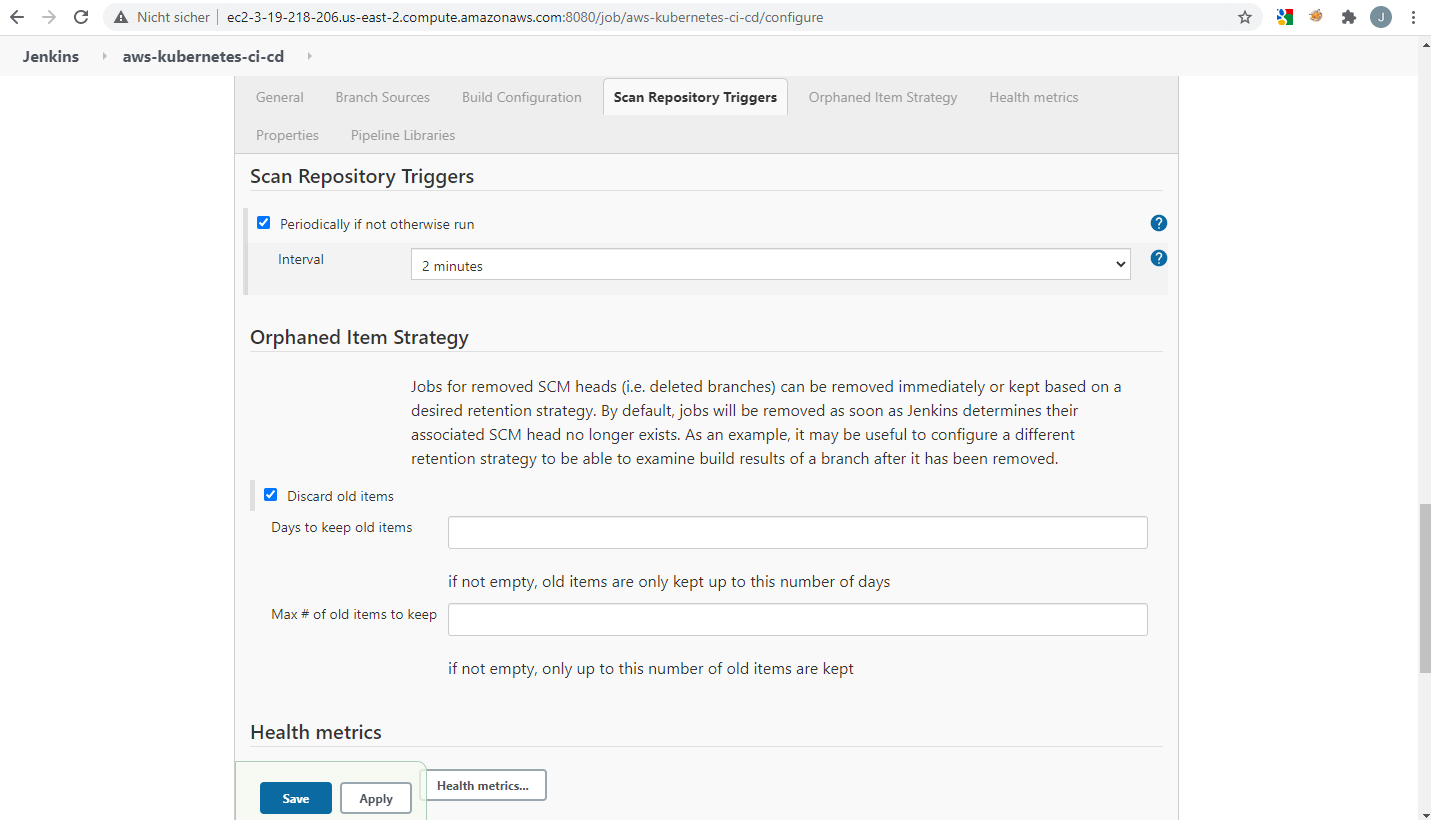 Nicht sicher ec2-3-19-218-206.us-east-2.compute.amazonaws.com:8080/job/aws-kubernetes-ci-cd/configure J
Jenkins aws-kubernetes-ci-cd
General Branch Sources Build Configuration Scan Repository Triggers Orphaned Item Strategy Health metrics
Properties Pipeline Libraries
Scan Repository Triggers
Periodically if not otherwise run ?
Interval 2 minutes ?
Orphaned Item Strategy
Jobs for removed SCM heads (i.e. deleted branches) can be removed immediately or kept based on a
desired retention strategy. By default, jobs will be removed as soon as Jenkins determines their
associated SCM head no longer exists. As an example, it may be useful to configure a different
retention strategy to be able to examine build results of a branch after it has been removed.
Discard old items
Days to keep old items
if not empty, old items are only kept up to this number of days
Max # of old items to keep
if not empty, only up to this number of old items are kept
Health metrics
Health metrics...
Save Apply